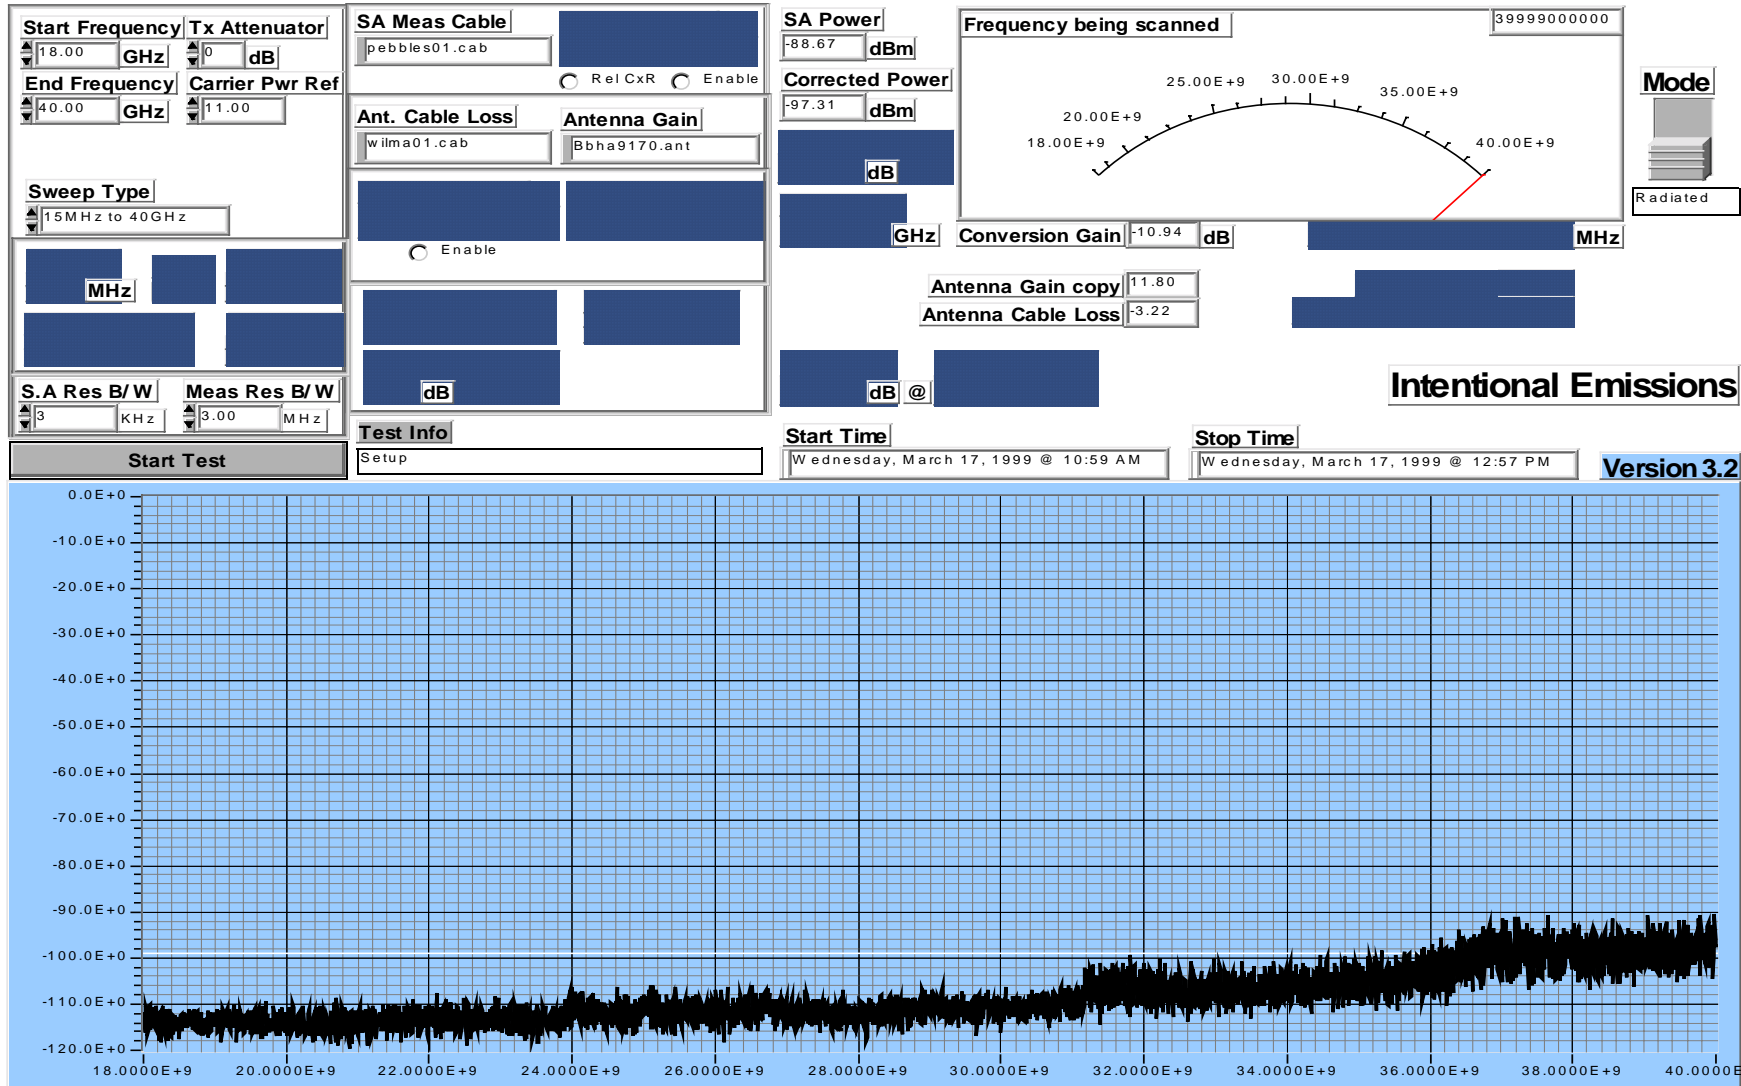 Start Frequency
18.00 GHz
Tx Attenuator
0 dB
End Frequency
40.00 GHz
Carrier Pwr Ref
11.00
Sweep Type
15MHz to 40GHz
MHz
S.A Res B/W
3 KHz
Meas Res B/W
3.00 MHz
Start Test
SA Meas Cable
pebbles01.cab
Rel CxR
Enable
Ant. Cable Loss
wilma01.cab
Antenna Gain
Bbha9170.ant
Enable
dB
Test Info
Setup
SA Power
-88.67 dBm
Corrected Power
-97.31 dBm
dB
GHz
Frequency being scanned
39999000000
18.00E+9
20.00E+9
25.00E+9
30.00E+9
35.00E+9
40.00E+9
Mode
Radiated
Conversion Gain -10.94 dB
MHz
Antenna Gain copy 11.80
Antenna Cable Loss -3.22
dB @
Intentional Emissions
Start Time
Wednesday, March 17, 1999 @ 10:59 AM
Stop Time
Wednesday, March 17, 1999 @ 12:57 PM
Version 3.2
0.0E+0
-10.0E+0
-20.0E+0
-30.0E+0
-40.0E+0
-50.0E+0
-60.0E+0
-70.0E+0
-80.0E+0
-90.0E+0
-100.0E+0
-110.0E+0
-120.0E+0
18.0000E+9 20.0000E+9 22.0000E+9 24.0000E+9 26.0000E+9 28.0000E+9 30.0000E+9 32.0000E+9 34.0000E+9 36.0000E+9 38.0000E+9 40.0000E